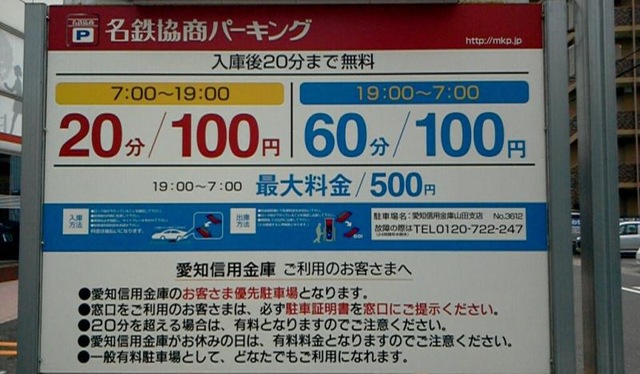 名鉄協商
P
名鉄協商パーキング
http://mkp.jp
入庫後20分まで無料
7:00～19:00
19:00～7:00
20分/100円
60分/100円
19:00～7:00 最大料金/500円
入庫方法
出庫方法
駐車場名：愛知信用金庫山田支店 No.3612
故障の際は TEL0120-722-247
愛知信用金庫 ご利用のお客さまへ
●愛知信用金庫のお客さま優先駐車場となります。
●窓口をご利用のお客さまは、必ず駐車証明書を窓口にご提示ください。
●20分を超える場合は、有料となりますのでご注意ください。
●愛知信用金庫がお休みの日は、有料料金となりますのでご注意ください。
●一般有料駐車場として、どなたでもご利用になれます。